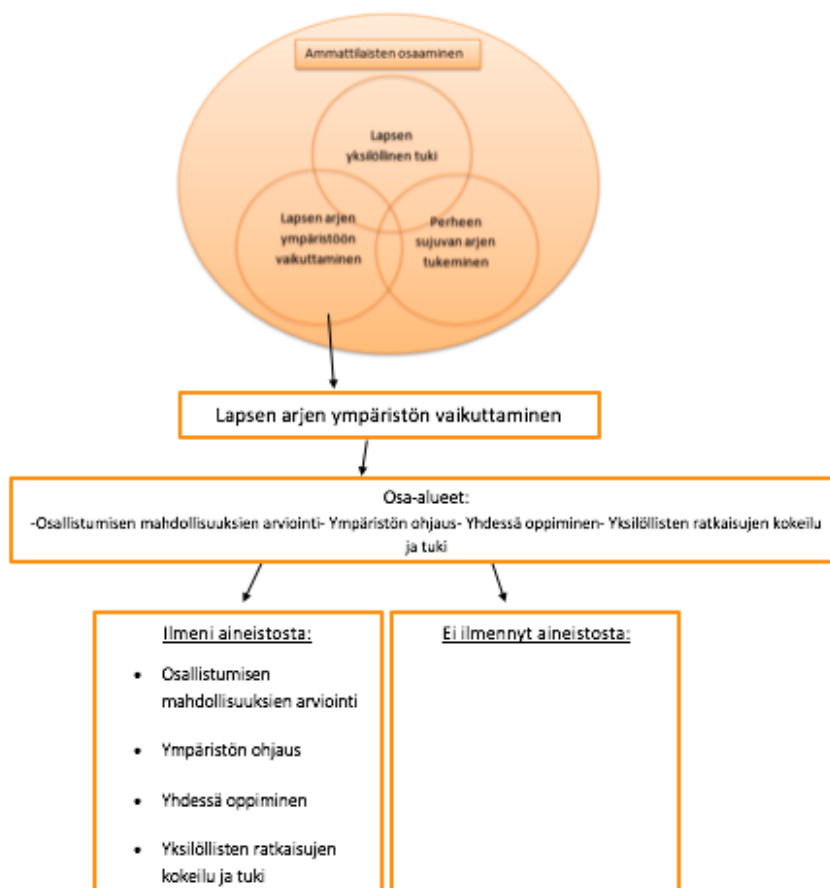 Ammattilaisten osaaminen
Lapsen
yksilöllinen tuki
Lapsen arjen
ympäristöön
vaikuttaminen
Perheen
sujuvan arjen
tukeminen
Lapsen arjen ympäristön vaikuttaminen
Osa-alueet:
-Osallistumisen mahdollisuuksien arviointi- Ympäristön ohjaus- Yhdessä oppiminen- Yksilöllisten ratkaisujen kokeilu
ja tuki
Ilmeni aineistosta:
• Osallistumisen
mahdollisuuksien arviointi
• Ympäristön ohjaus
• Yhdessä oppiminen
• Yksilöllisten ratkaisujen
kokeilu ja tuki
Ei ilmennyt aineistosta: